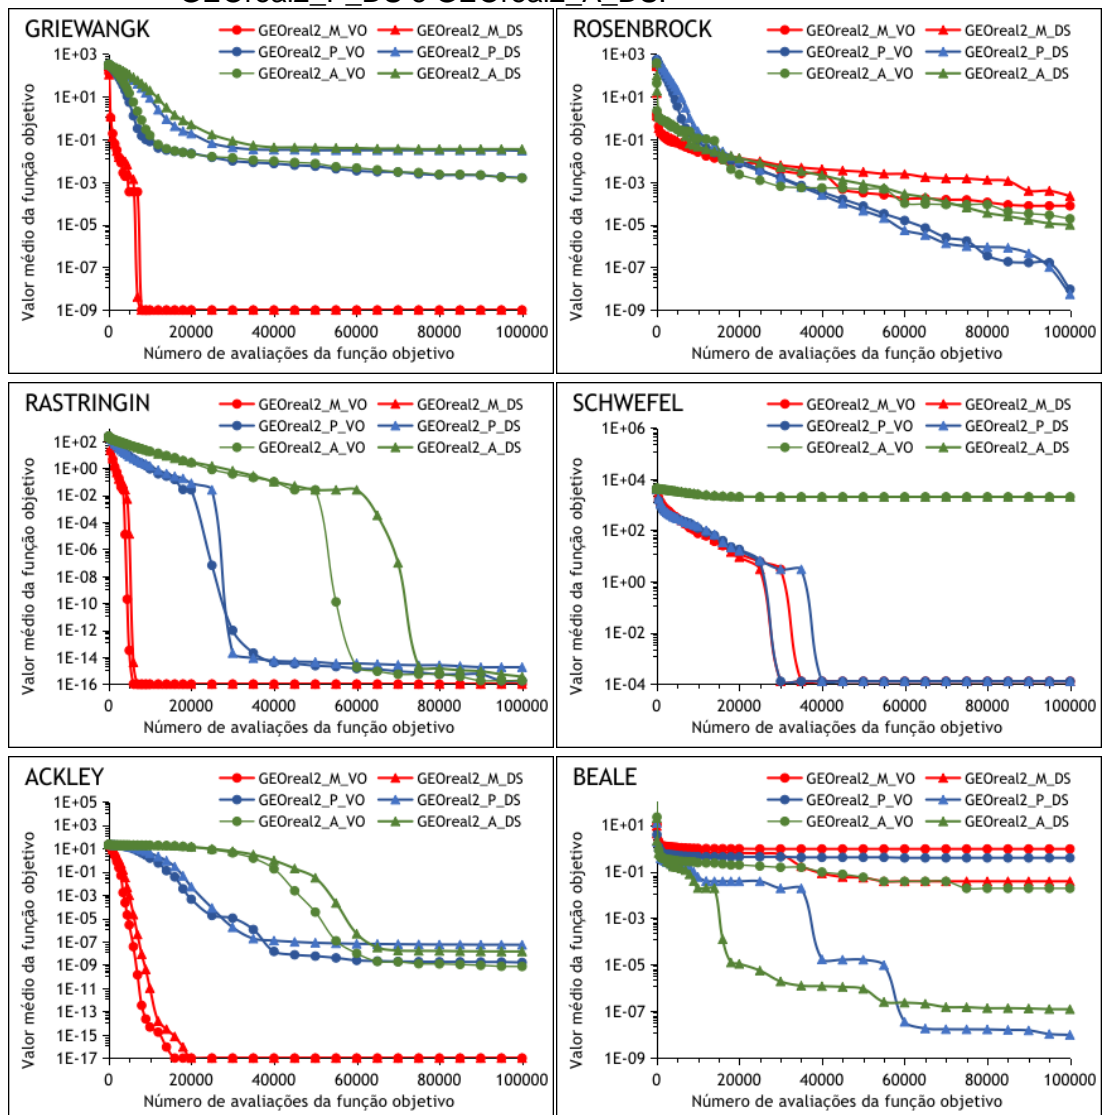 GEOreal2_P_DS e GEOreal2_A_DS.
GRIEWANGK
GEOreal2_M_VO GEOreal2_M_DS
GEOreal2_P_VO GEOreal2_P_DS
GEOreal2_A_VO GEOreal2_A_DS
Valor médio da função objetivo
1E+03
1E+01
1E-01
1E-03
1E-05
1E-07
1E-09
0 20000 40000 60000 80000 100000
Número de avaliações da função objetivo
ROSENBROCK
GEOreal2_M_VO GEOreal2_M_DS
GEOreal2_P_VO GEOreal2_P_DS
GEOreal2_A_VO GEOreal2_A_DS
Valor médio da função objetivo
1E+03
1E+01
1E-01
1E-03
1E-05
1E-07
1E-09
0 20000 40000 60000 80000 100000
Número de avaliações da função objetivo
RASTRINGIN
GEOreal2_M_VO GEOreal2_M_DS
GEOreal2_P_VO GEOreal2_P_DS
GEOreal2_A_VO GEOreal2_A_DS
Valor médio da função objetivo
1E+02
1E+00
1E-02
1E-04
1E-06
1E-08
1E-10
1E-12
1E-14
1E-16
0 20000 40000 60000 80000 100000
Número de avaliações da função objetivo
SCHWEFEL
GEOreal2_M_VO GEOreal2_M_DS
GEOreal2_P_VO GEOreal2_P_DS
GEOreal2_A_VO GEOreal2_A_DS
Valor médio da função objetivo
1E+06
1E+04
1E+02
1E+00
1E-02
1E-04
0 20000 40000 60000 80000 100000
Número de avaliações da função objetivo
ACKLEY
GEOreal2_M_VO GEOreal2_M_DS
GEOreal2_P_VO GEOreal2_P_DS
GEOreal2_A_VO GEOreal2_A_DS
Valor médio da função objetivo
1E+05
1E+03
1E+01
1E-01
1E-03
1E-05
1E-07
1E-09
1E-11
1E-13
1E-15
1E-17
0 20000 40000 60000 80000 100000
Número de avaliações da função objetivo
BEALE
GEOreal2_M_VO GEOreal2_M_DS
GEOreal2_P_VO GEOreal2_P_DS
GEOreal2_A_VO GEOreal2_A_DS
Valor médio da função objetivo
1E+01
1E-01
1E-03
1E-05
1E-07
1E-09
0 20000 40000 60000 80000 100000
Número de avaliações da função objetivo